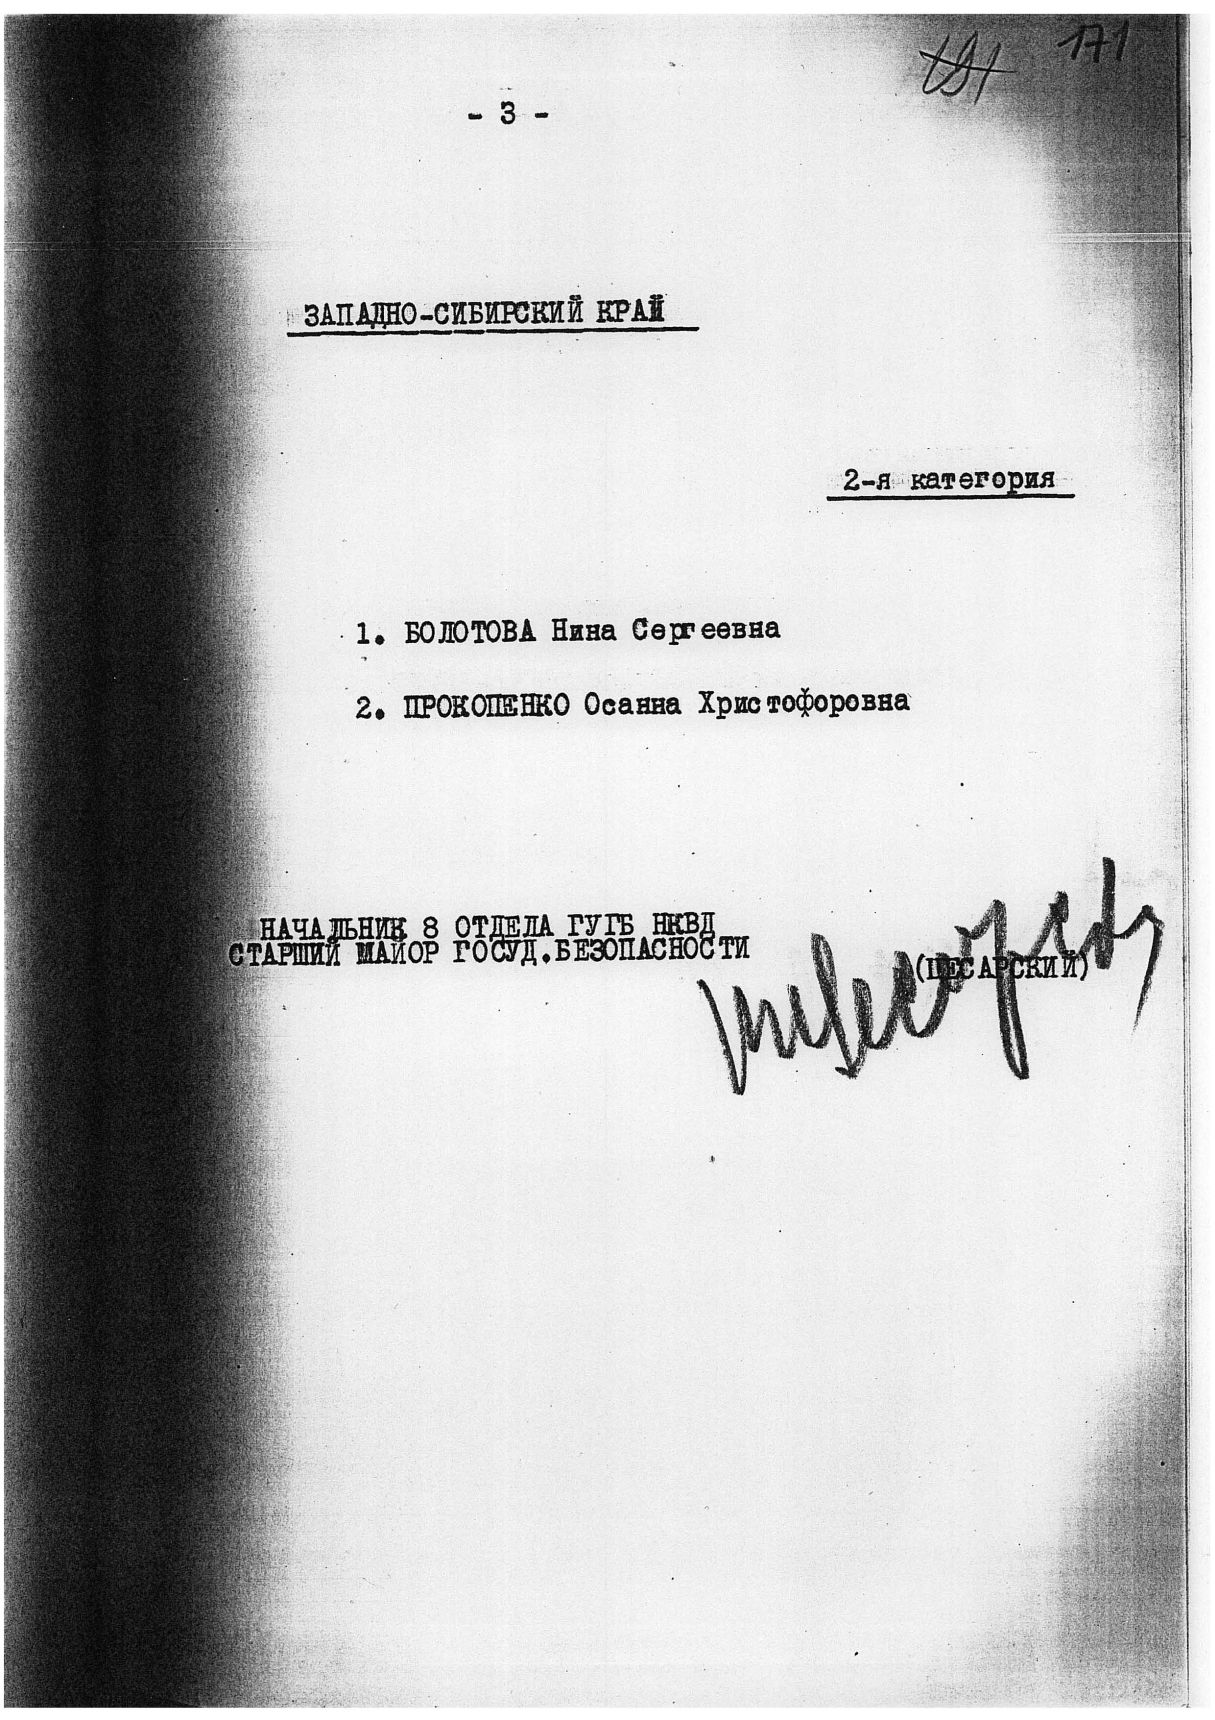 171
- 3 -
ЗАПАДНО-СИБИРСКИЙ КРАЙ
2-я категория
1. БОЛОТОВА Нина Сергеевна
2. ПРОКОПЕНКО Осанна Христофоровна
НАЧАЛЬНИК 8 ОТДЕЛА ГУГБ НКВД
СТАРШИЙ МАЙОР ГОСУД.БЕЗОПАСНОСТИ
(ЦЕСАРСКИЙ)